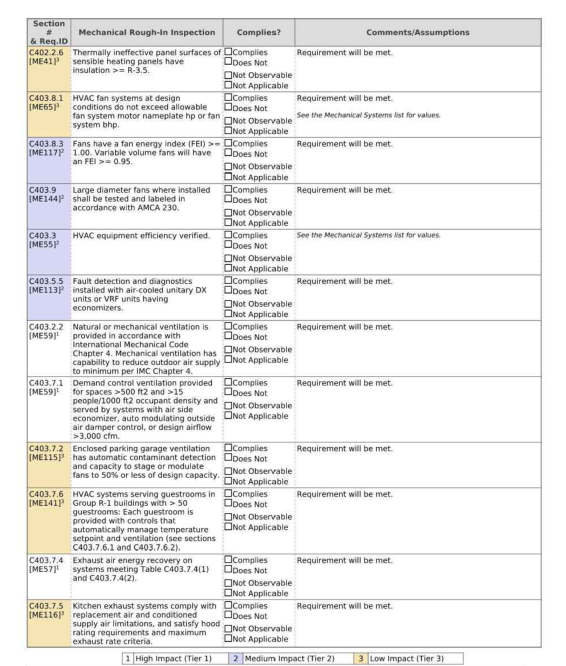 Section
#
& Req.ID
Mechanical Rough-In Inspection
Complies?
Comments/Assumptions
C402.2.6
[ME41]³
Thermally ineffective panel surfaces of
sensible heating panels have
insulation >= R-3.5.
☐Complies
☐Does Not
☐Not Observable
☐Not Applicable
Requirement will be met.
C403.8.1
[ME65]³
HVAC fan systems at design
conditions do not exceed allowable
fan system motor nameplate hp or fan
system bhp.
☐Complies
☐Does Not
☐Not Observable
☐Not Applicable
Requirement will be met.
See the Mechanical Systems list for values.
C403.8.3
[ME117]²
Fans have a fan energy index (FEI) >=
1.00. Variable volume fans will have
an FEI >= 0.95.
☐Complies
☐Does Not
☐Not Observable
☐Not Applicable
Requirement will be met.
C403.9
[ME144]²
Large diameter fans where installed
shall be tested and labeled in
accordance with AMCA 230.
☐Complies
☐Does Not
☐Not Observable
☐Not Applicable
Requirement will be met.
C403.3
[ME55]²
HVAC equipment efficiency verified.
☐Complies
☐Does Not
☐Not Observable
☐Not Applicable
See the Mechanical Systems list for values.
C403.5.5
[ME113]²
Fault detection and diagnostics
installed with air-cooled unitary DX
units or VRF units having
economizers.
☐Complies
☐Does Not
☐Not Observable
☐Not Applicable
Requirement will be met.
C403.2.2
[ME59]¹
Natural or mechanical ventilation is
provided in accordance with
International Mechanical Code
Chapter 4. Mechanical ventilation has
capability to reduce outdoor air supply
to minimum per IMC Chapter 4.
☐Complies
☐Does Not
☐Not Observable
☐Not Applicable
Requirement will be met.
C403.7.1
[ME59]¹
Demand control ventilation provided
for spaces >500 ft2 and >15
people/1000 ft2 occupant density and
served by systems with air side
economizer, auto modulating outside
air damper control, or design airflow
>3,000 cfm.
☐Complies
☐Does Not
☐Not Observable
☐Not Applicable
Requirement will be met.
C403.7.2
[ME115]³
Enclosed parking garage ventilation
has automatic contaminant detection
and capacity to stage or modulate
fans to 50% or less of design capacity.
☐Complies
☐Does Not
☐Not Observable
☐Not Applicable
Requirement will be met.
C403.7.6
[ME141]³
HVAC systems serving guestrooms in
Group R-1 buildings with > 50
guestrooms: Each guestroom is
provided with controls that
automatically manage temperature
setpoint and ventilation (see sections
C403.7.6.1 and C403.7.6.2).
☐Complies
☐Does Not
☐Not Observable
☐Not Applicable
Requirement will be met.
C403.7.4
[ME57]¹
Exhaust air energy recovery on
systems meeting Table C403.7.4(1)
and C403.7.4(2).
☐Complies
☐Does Not
☐Not Observable
☐Not Applicable
Requirement will be met.
C403.7.5
[ME116]³
Kitchen exhaust systems comply with
replacement air and conditioned
supply air limitations, and satisfy hood
rating requirements and maximum
exhaust rate criteria.
☐Complies
☐Does Not
☐Not Observable
☐Not Applicable
Requirement will be met.
1 High Impact (Tier 1) 2 Medium Impact (Tier 2) 3 Low Impact (Tier 3)